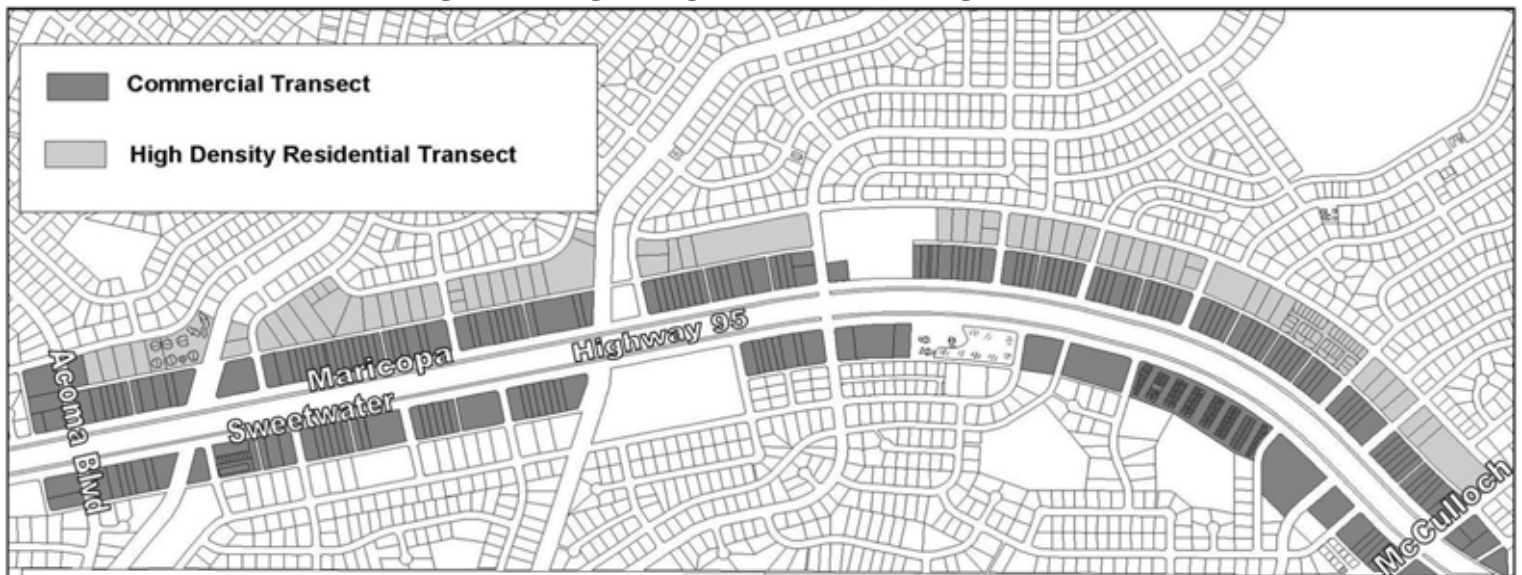 Commercial Transect
High Density Residential Transect
Highway 95
Maricopa
Sweetwater
Acoma Blvd
McCulloch